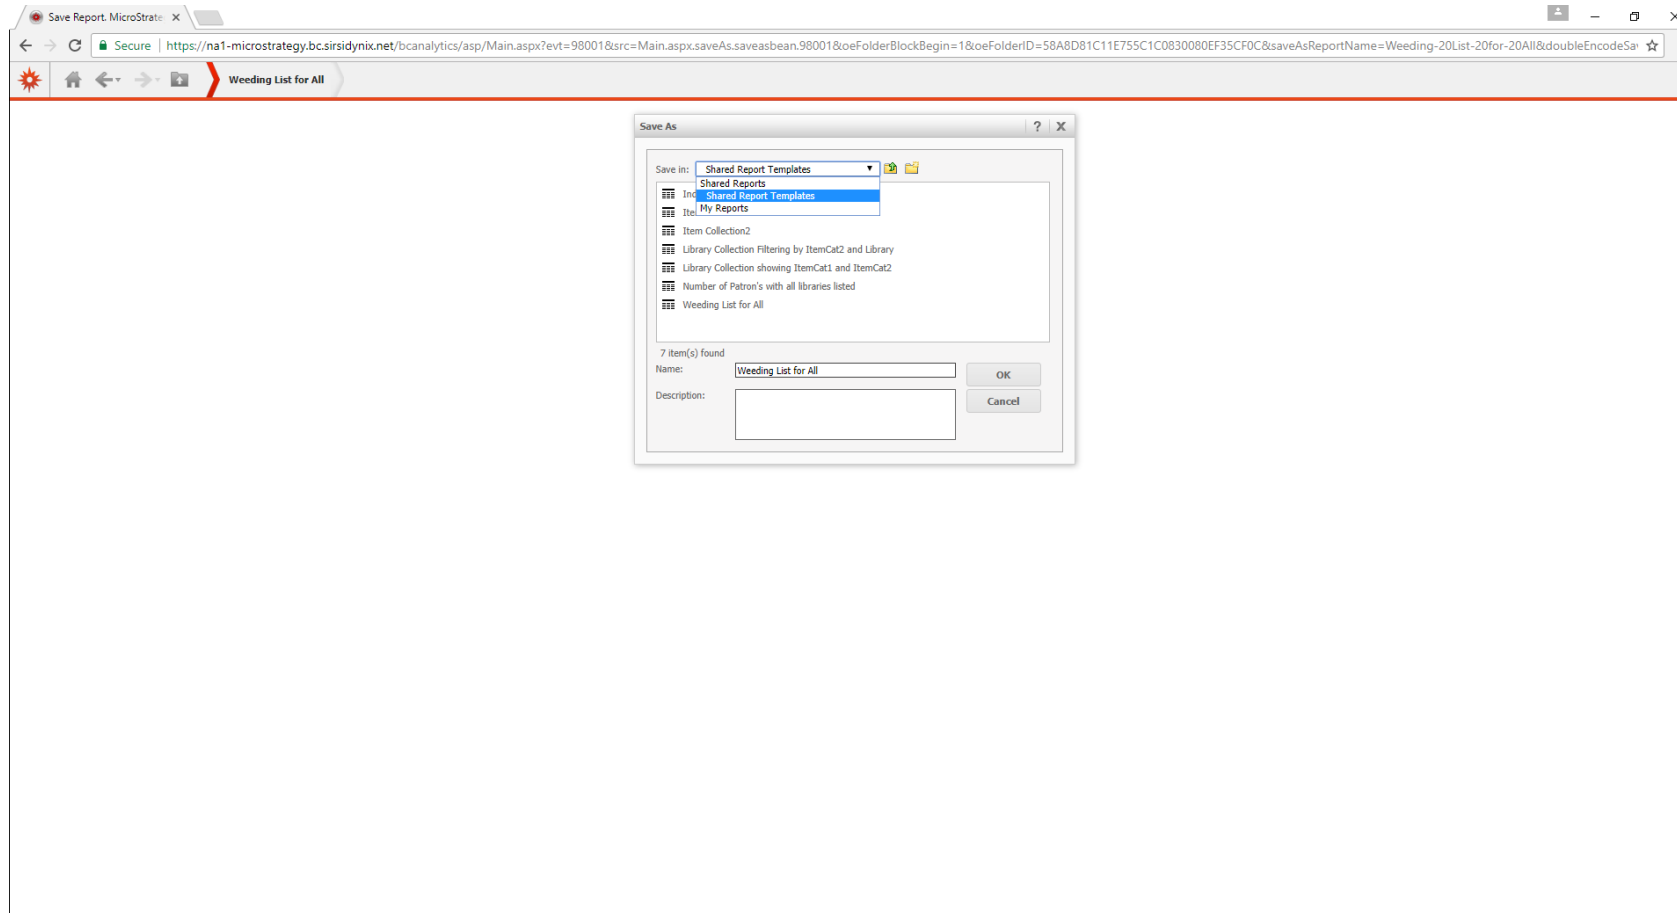 Save Report. MicroStrate
Secure | https://na1-microstrategy.bc.sirsidynix.net/bcanalytics/asp/Main.aspx?evt=98001&src=Main.aspx.saveAs.saveasbean.98001&oeFolderBlockBegin=1&oeFolderID=58A8D81C11E755C1C0830080EF35CF0C&saveAsReportName=Weeding-20List-20for-20All&doubleEncodeSa
Weeding List for All
Save As ? X
Save in: Shared Report Templates
Shared Reports
Shared Report Templates
My Reports
Ind
Ite
Item Collection2
Library Collection Filtering by ItemCat2 and Library
Library Collection showing ItemCat1 and ItemCat2
Number of Patron's with all libraries listed
Weeding List for All
7 item(s) found
Name: Weeding List for All
OK
Description:
Cancel